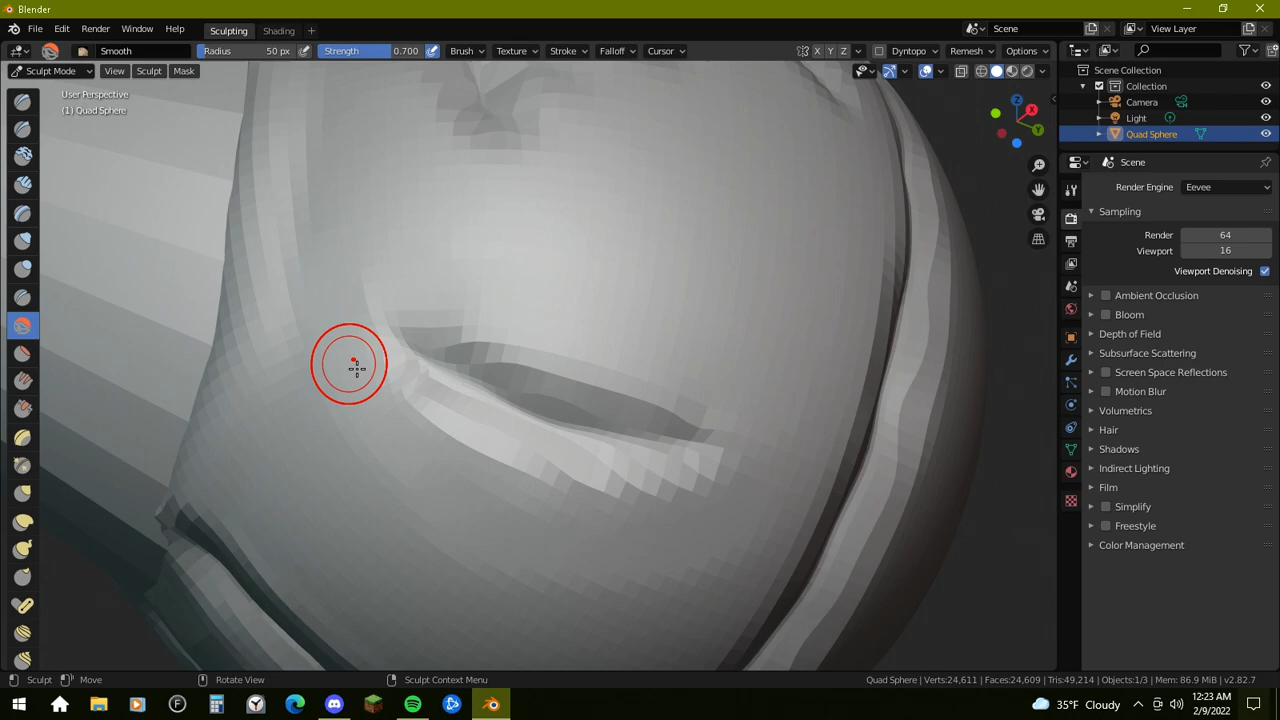 Blender
File Edit Render Window Help Sculpting Shading + Scene View Layer
Smooth Radius 50 px Strength 0.700 Brush Texture Stroke Falloff Cursor X Y Z Dyntopo Remesh Options
Sculpt Mode View Sculpt Mask
User Perspective
(1) Quad Sphere
X
Y
Z
Scene Collection
Collection
Camera
Light
Quad Sphere
Scene
Render Engine Eevee
Sampling
Render 64
Viewport 16
Viewport Denoising
Ambient Occlusion
Bloom
Depth of Field
Subsurface Scattering
Screen Space Reflections
Motion Blur
Volumetrics
Hair
Shadows
Indirect Lighting
Film
Simplify
Freestyle
Color Management
Sculpt Move Rotate View Sculpt Context Menu Quad Sphere | Verts:24,611 | Faces:24,609 | Tris:49,214 | Objects:1/3 | Mem: 86.9 MiB | v2.82.7
35°F Cloudy
12:23 AM
2/9/2022